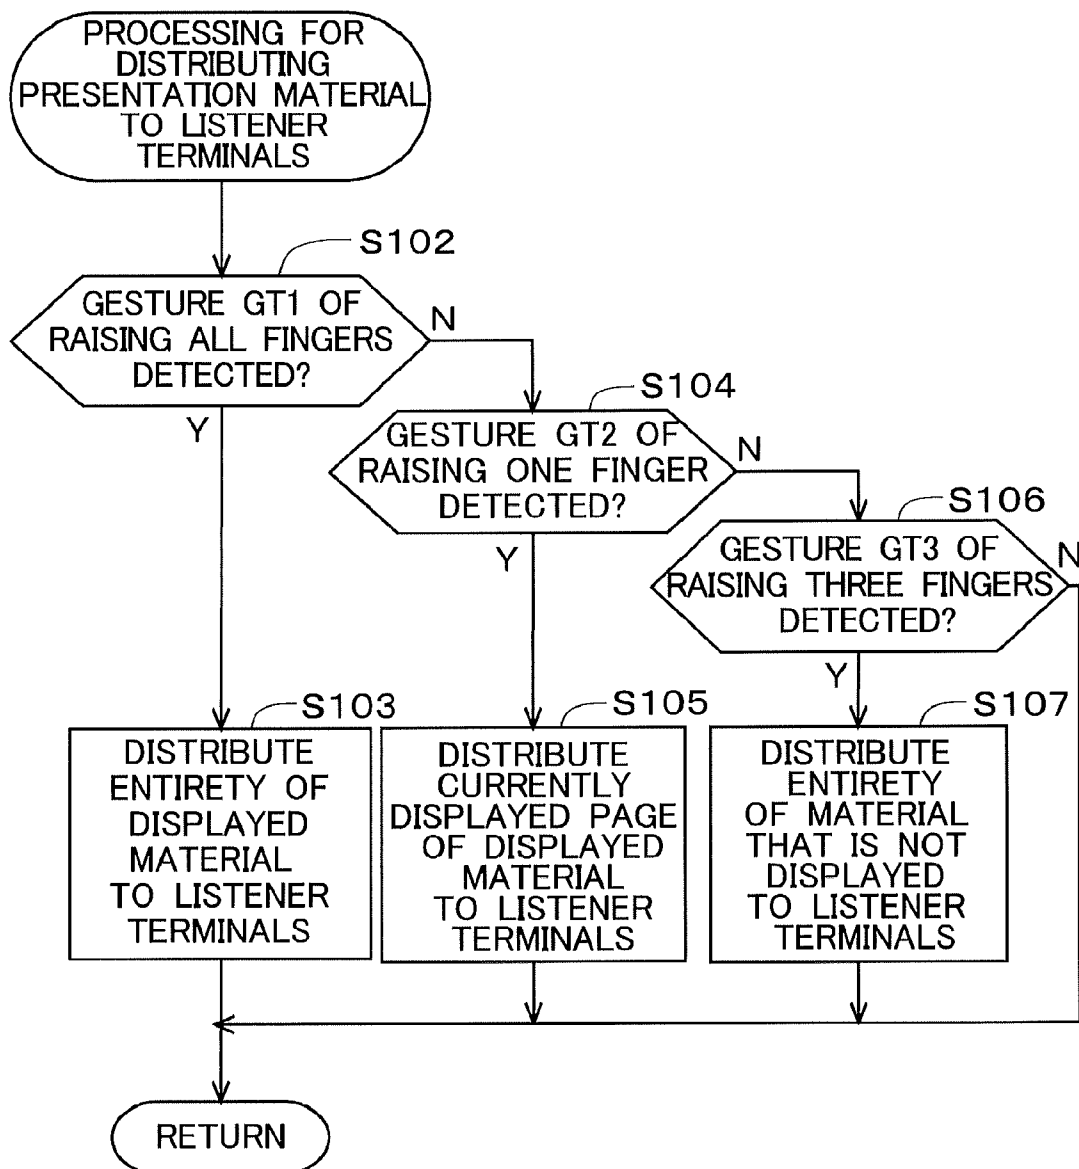 PROCESSING FOR
DISTRIBUTING
PRESENTATION MATERIAL
TO LISTENER
TERMINALS
S102
GESTURE GT1 OF
RAISING ALL FINGERS
DETECTED?
N
Y
S104
GESTURE GT2 OF
RAISING ONE FINGER
DETECTED?
N
Y
S106
GESTURE GT3 OF
RAISING THREE FINGERS
DETECTED?
N
Y
S103
DISTRIBUTE
ENTIRETY OF
DISPLAYED
MATERIAL
TO LISTENER
TERMINALS
S105
DISTRIBUTE
CURRENTLY
DISPLAYED PAGE
OF DISPLAYED
MATERIAL
TO LISTENER
TERMINALS
S107
DISTRIBUTE
ENTIRETY
OF MATERIAL
THAT IS NOT
DISPLAYED
TO LISTENER
TERMINALS
RETURN